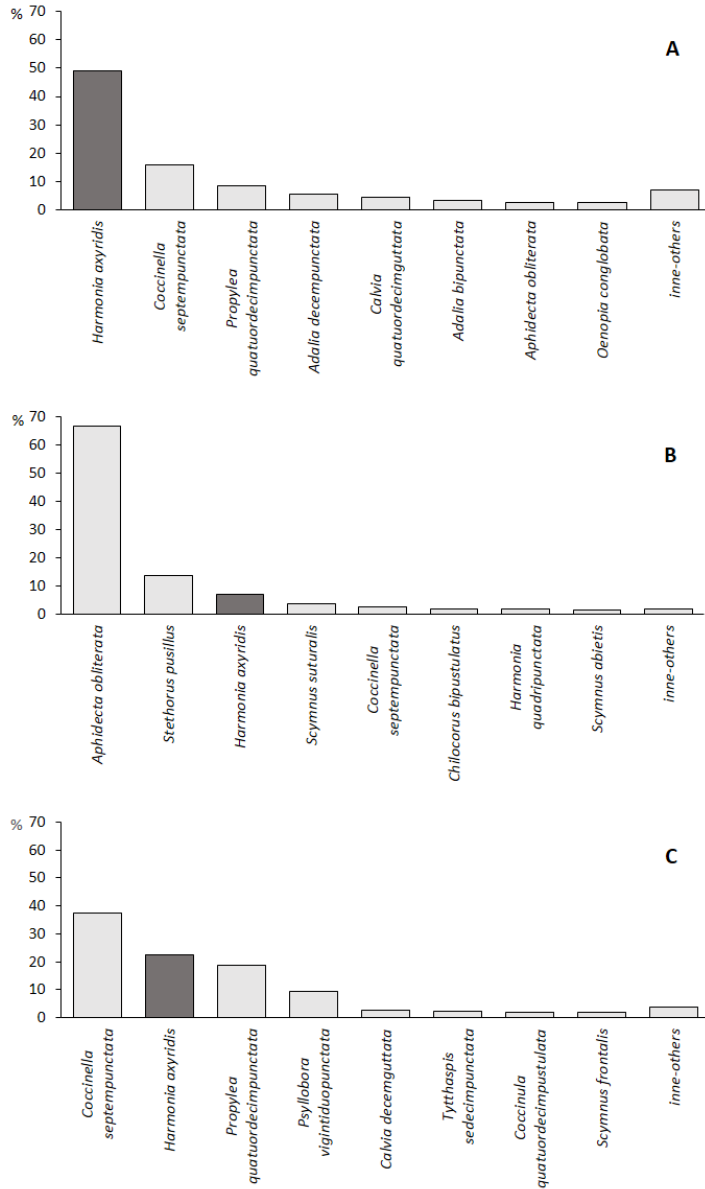 %
70
60
50
40
30
20
10
0
A
Harmonia axyridis
Coccinella
septempunctata
Propylea
quatuordecimpunctata
Adalia decempunctata
Calvia
quatuordecimguttata
Adalia bipunctata
Aphidecta obliterata
Oenopia conglobata
inne-others
%
70
60
50
40
30
20
10
0
B
Aphidecta obliterata
Stethorus pusillus
Harmonia axyridis
Scymnus suturalis
Coccinella
septempunctata
Chilocorus bipustulatus
Harmonia
quadripunctata
Scymnus abietis
inne-others
%
70
60
50
40
30
20
10
0
C
Coccinella
septempunctata
Harmonia axyridis
Propylea
quatuordecimpunctata
Psyllobora
vigintiduopunctata
Calvia decemguttata
Tytthaspis
sedecimpunctata
Coccinula
quatuordecimpustulata
Scymnus frontalis
inne-others